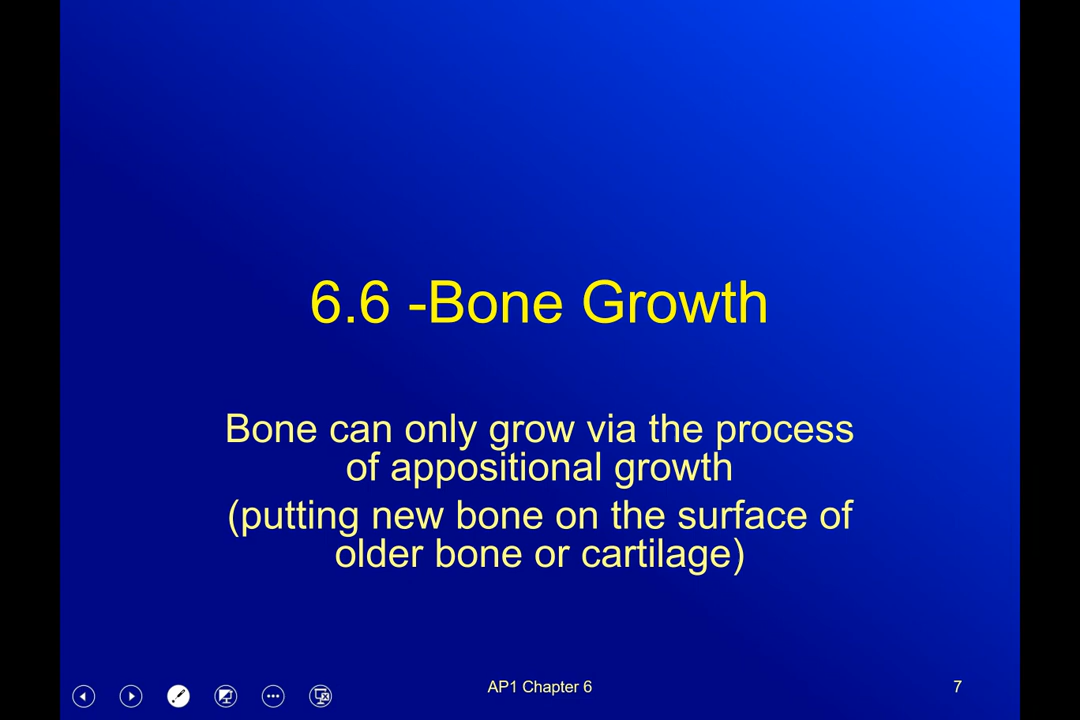 6.6 -Bone Growth
Bone can only grow via the process
of appositional growth
(putting new bone on the surface of
older bone or cartilage)
AP1 Chapter 6
7